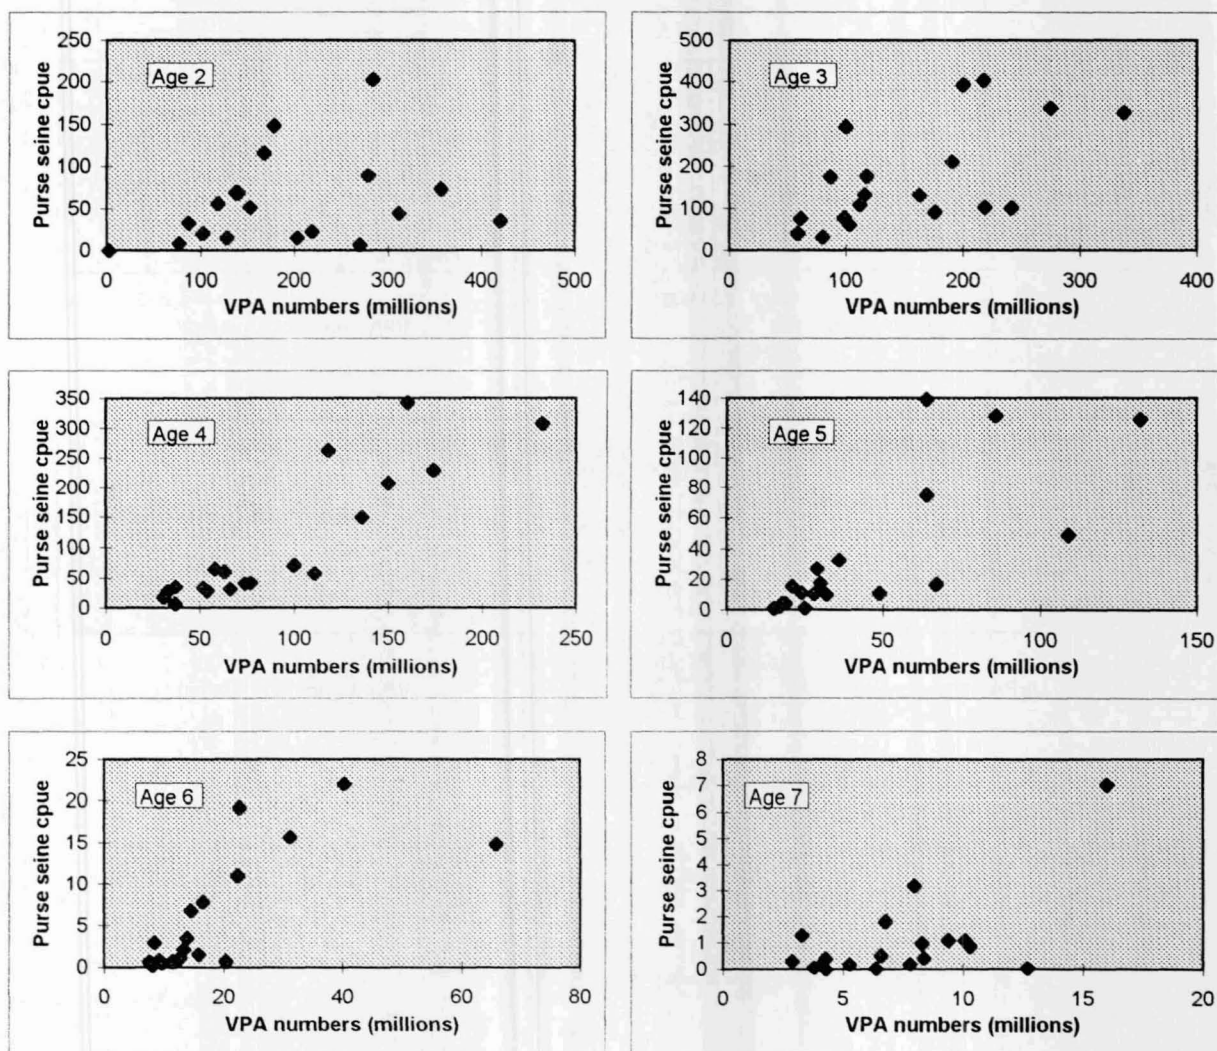 Age 2
Purse seine cpue
250
200
150
100
50
0
0 100 200 300 400 500
VPA numbers (millions)
Age 3
Purse seine cpue
500
400
300
200
100
0
0 100 200 300 400
VPA numbers (millions)
Age 4
Purse seine cpue
350
300
250
200
150
100
50
0
0 50 100 150 200 250
VPA numbers (millions)
Age 5
Purse seine cpue
140
120
100
80
60
40
20
0
0 50 100 150
VPA numbers (millions)
Age 6
Purse seine cpue
25
20
15
10
5
0
0 20 40 60 80
VPA numbers (millions)
Age 7
Purse seine cpue
8
7
6
5
4
3
2
1
0
0 5 10 15 20
VPA numbers (millions)